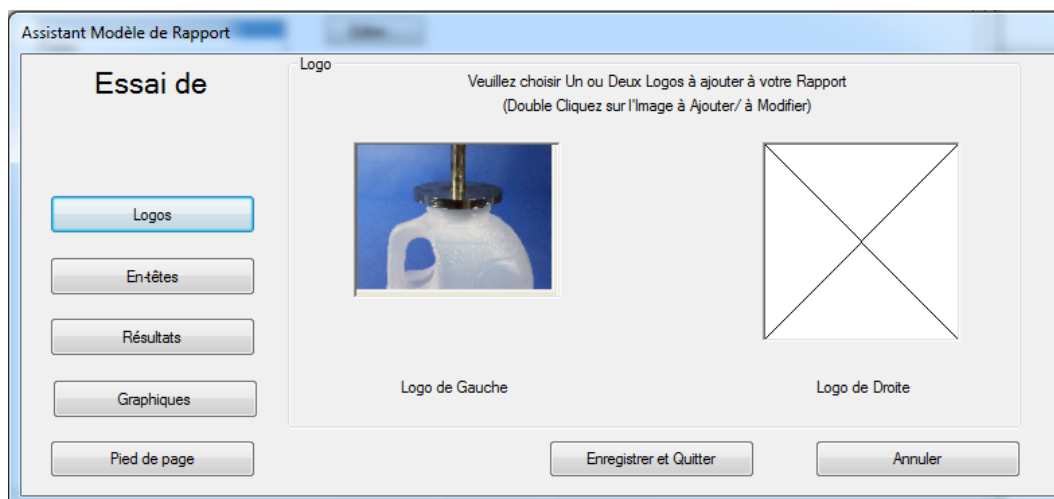 Assistant Modèle de Rapport
Essai de
Logo
Veuillez choisir Un ou Deux Logos à ajouter à votre Rapport
(Double Cliquez sur l'Image à Ajouter/ à Modifier)
Logos
En-têtes
Résultats
Graphiques
Pied de page
Logo de Gauche
Logo de Droite
Enregistrer et Quitter
Annuler